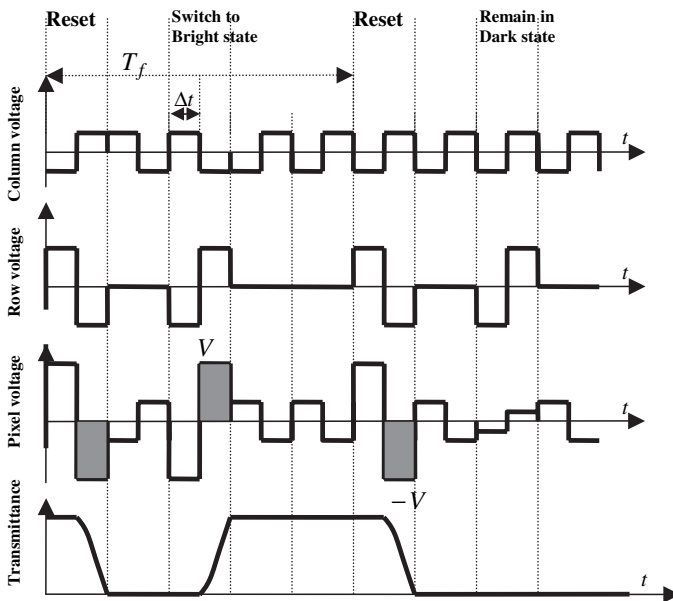 Reset
Switch to
Bright state
Reset
Remain in
Dark state
T_f
Δt
Column voltage
t
Row voltage
t
V
Pixel voltage
t
−V
Transmittance
t